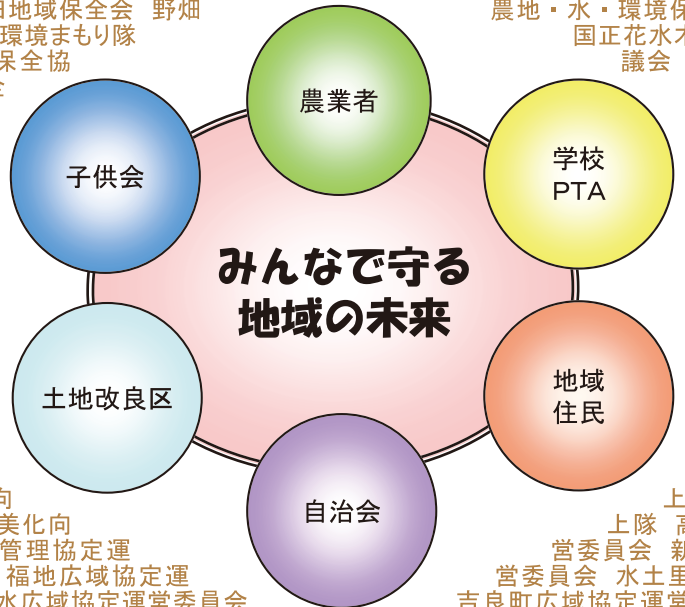 地域保全会 野畑
農地・水・環境保
環境まもり隊
国正花水木
保全協
議会
農業者
子供会
学校
PTA
みんなで守る
地域の未来
土地改良区
地域
住民
自治会
向
上
美化向
上隊
管理協定運
営委員会
福地広域協定運
営委員会 水土里
水広域協定運営委員会
吉良町広域協定運営